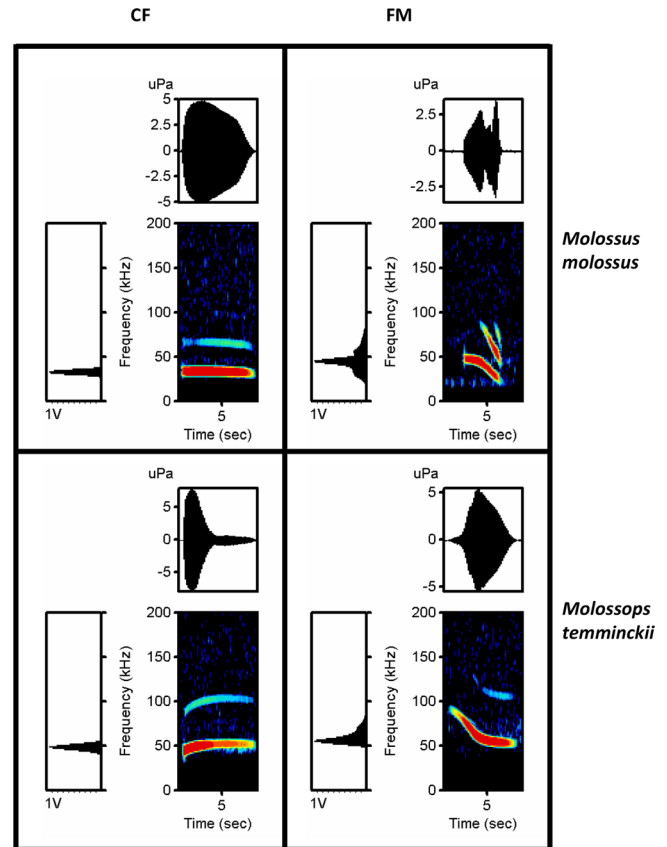 CF FM
uPa
5
2.5
0
-2.5
-5
200
150
100
50
0
Frequency (kHz)
1V
5
Time (sec)
uPa
2.5
0
-2.5
200
150
100
50
0
Frequency (kHz)
1V
5
Time (sec)
Molossus
molossus
uPa
5
0
-5
200
150
100
50
0
Frequency (kHz)
1V
5
Time (sec)
uPa
5
0
-5
200
150
100
50
0
Frequency (kHz)
1V
5
Time (sec)
Molossops
temminckii